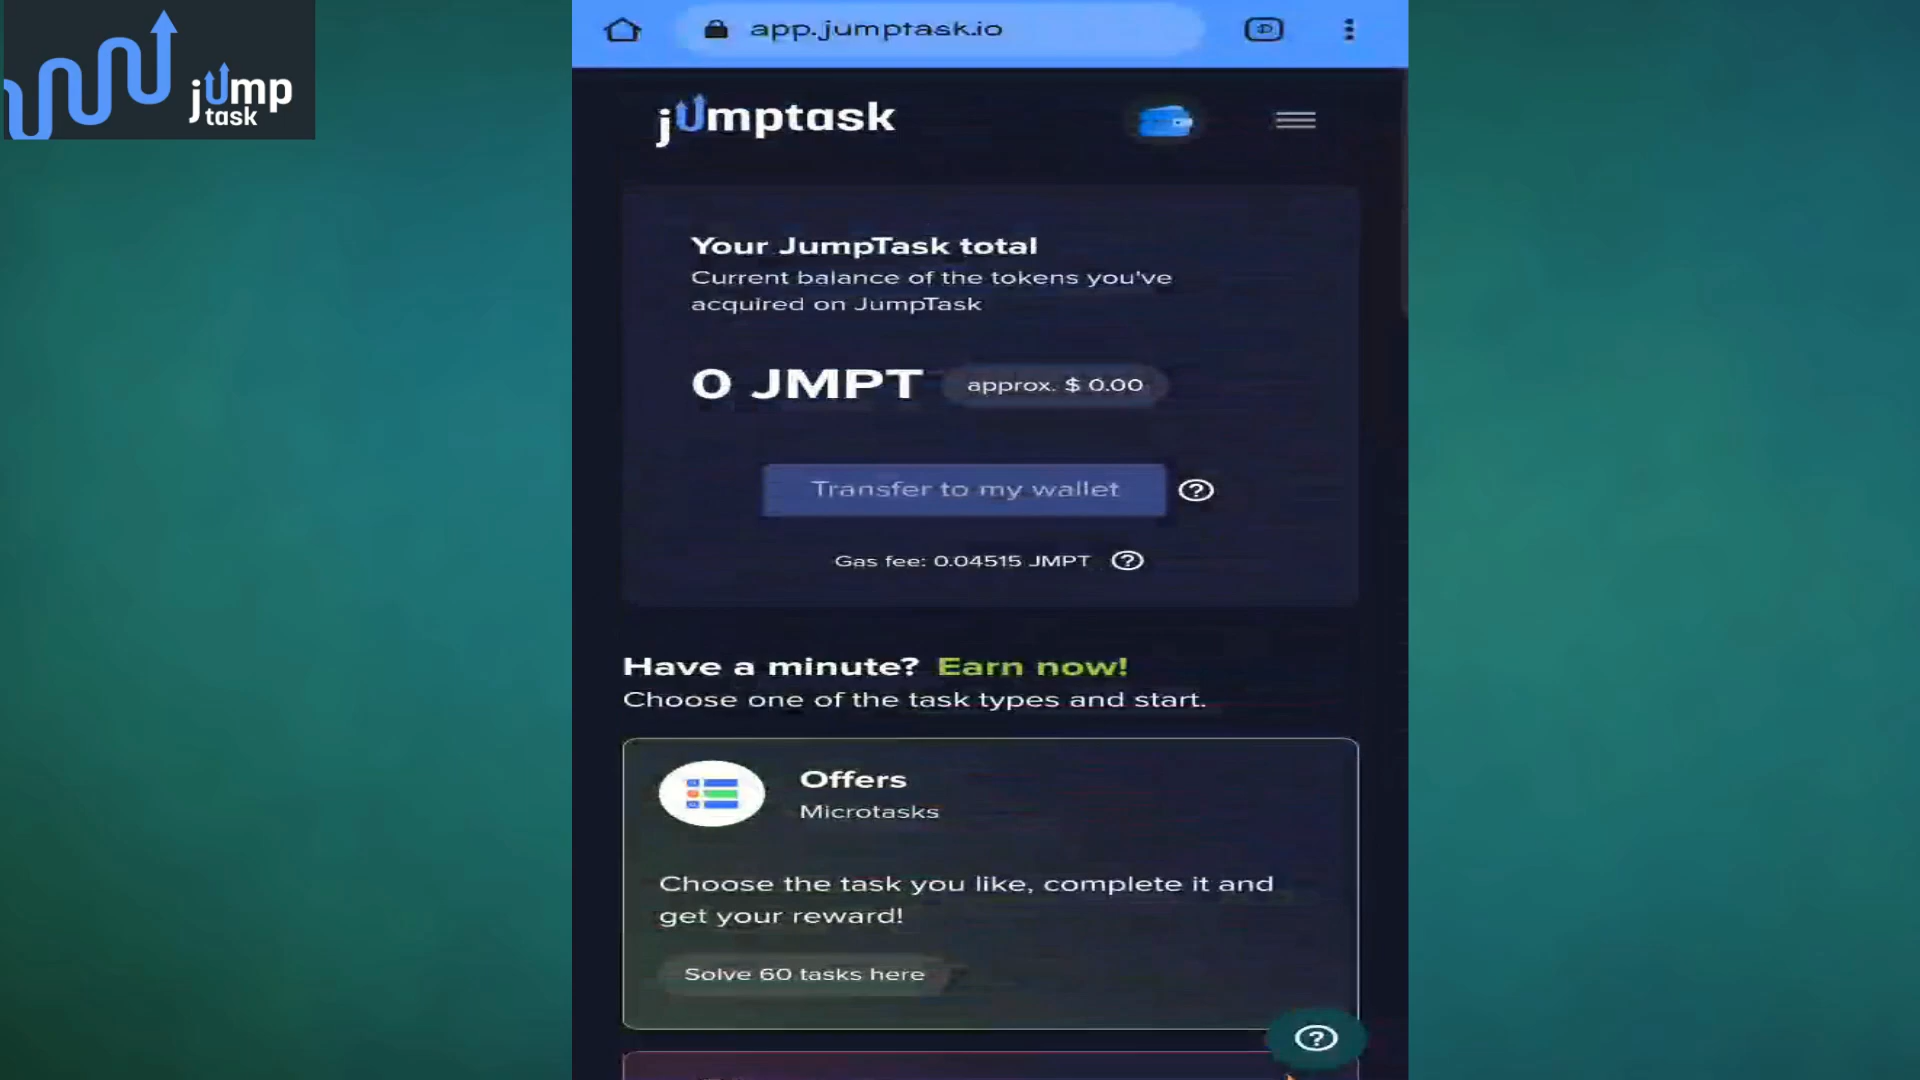 jump
task
app.jumptask.io
jumptask
Your JumpTask total
Current balance of the tokens you've
acquired on JumpTask
0 JMPT
approx. $ 0.00
Transfer to my wallet
Gas fee: 0.04515 JMPT
Have a minute? Earn now!
Choose one of the task types and start.
Offers
Microtasks
Choose the task you like, complete it and
get your reward!
Solve 60 tasks here